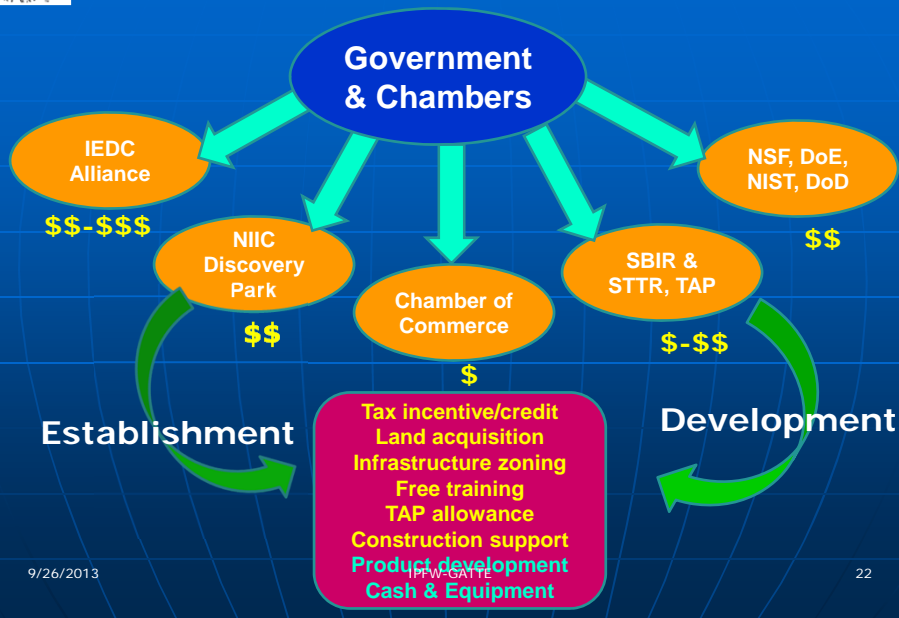 Government
& Chambers
IEDC
Alliance
$$-$$$
NSF, DoE,
NIST, DoD
$$
NIIC
Discovery
Park
$$
SBIR &
STTR, TAP
$-$$
Chamber of
Commerce
$
Establishment
Development
Tax incentive/credit
Land acquisition
Infrastructure zoning
Free training
TAP allowance
Construction support
Product development
Cash & Equipment
9/26/2013
IPFW-GATTE
22